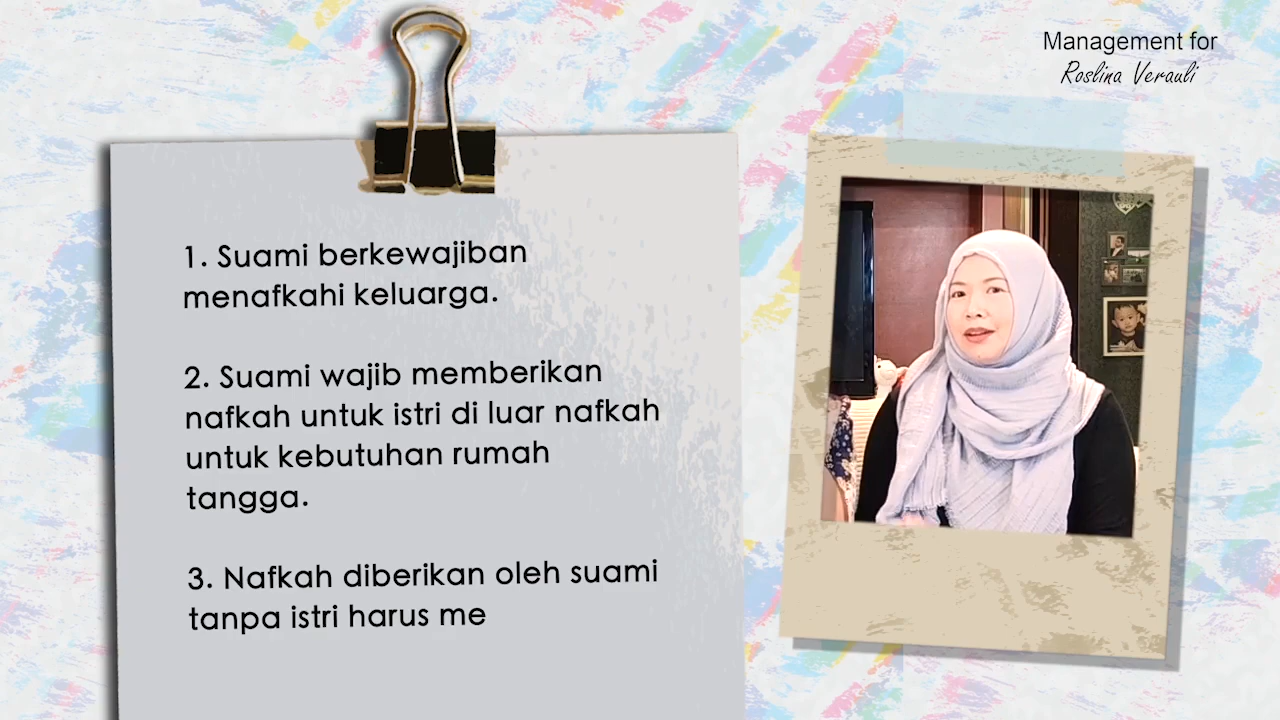 Management for
Roslina Verauli
1. Suami berkewajiban
menafkahi keluarga.
2. Suami wajib memberikan
nafkah untuk istri di luar nafkah
untuk kebutuhan rumah
tangga.
3. Nafkah diberikan oleh suami
tanpa istri harus me